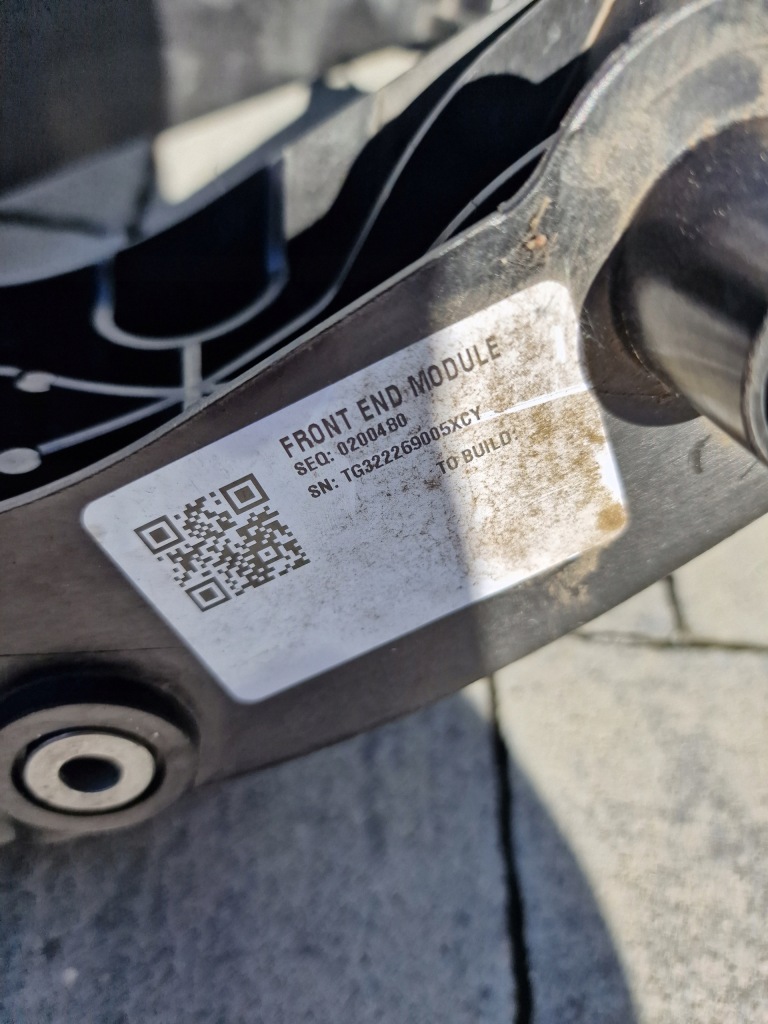 FRONT END MODULE
SEQ: 0200480
SN: TG322269005XCY
TO BUILD